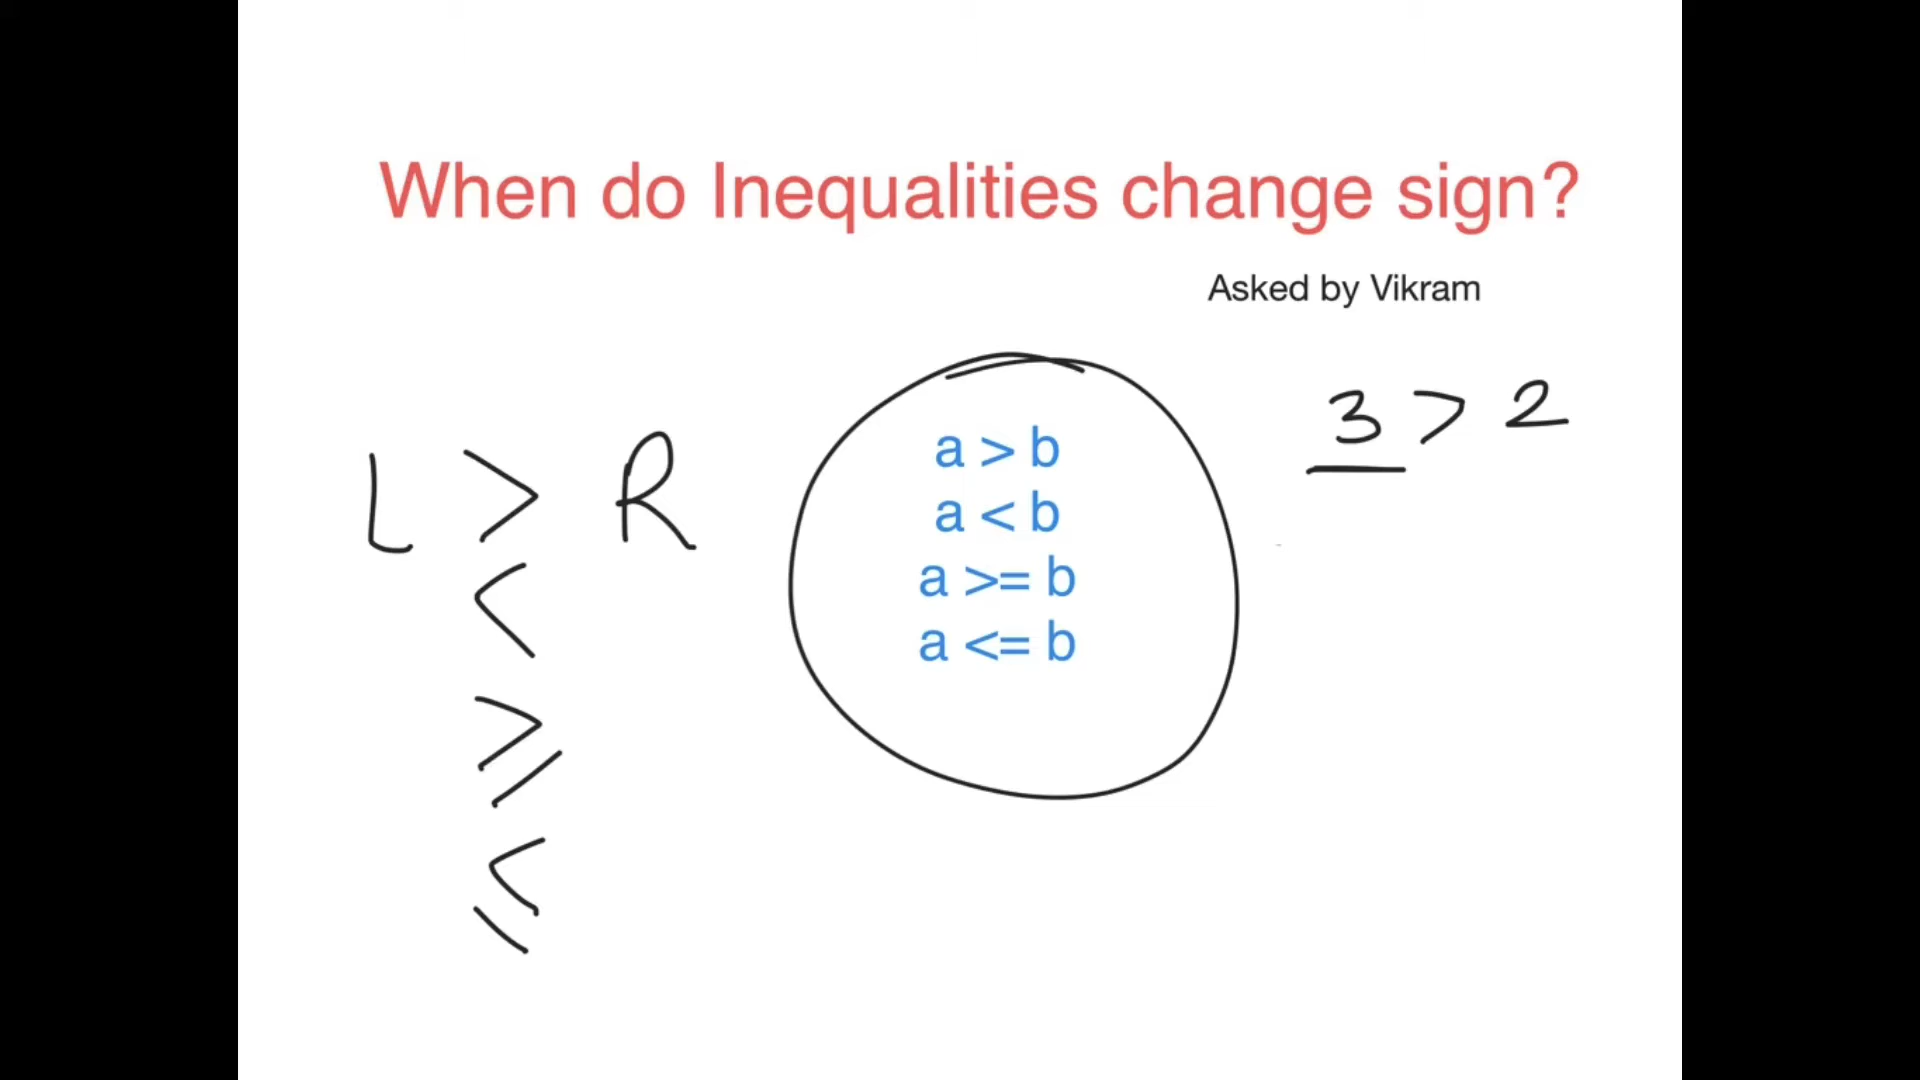 When do Inequalities change sign?
Asked by Vikram
L > R
<
≥
≤
a > b
a < b
a >= b
a <= b
3 > 2